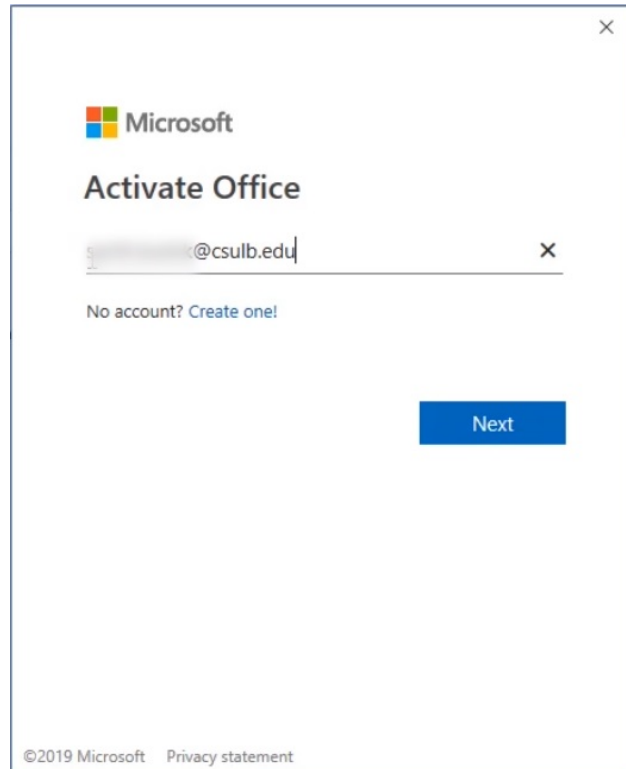 Microsoft
Activate Office
@csulb.edu
No account? Create one!
Next
©2019 Microsoft Privacy statement